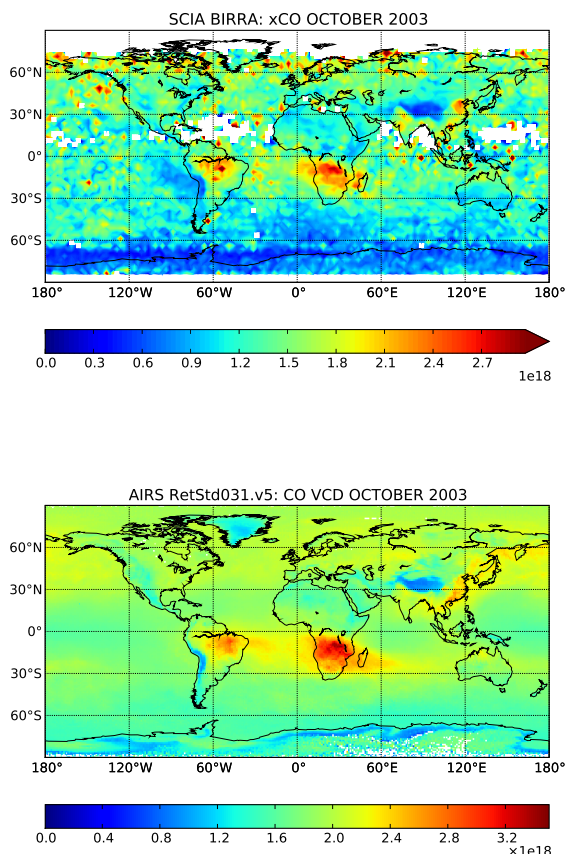 SCIA BIRRA: xCO OCTOBER 2003
60°N
30°N
0°
30°S
60°S
180° 120°W 60°W 0° 60°E 120°E 180°
0.0 0.3 0.6 0.9 1.2 1.5 1.8 2.1 2.4 2.7
1e18
AIRS RetStd031.v5: CO VCD OCTOBER 2003
60°N
30°N
0°
30°S
60°S
180° 120°W 60°W 0° 60°E 120°E 180°
0.0 0.4 0.8 1.2 1.6 2.0 2.4 2.8 3.2
×1e18